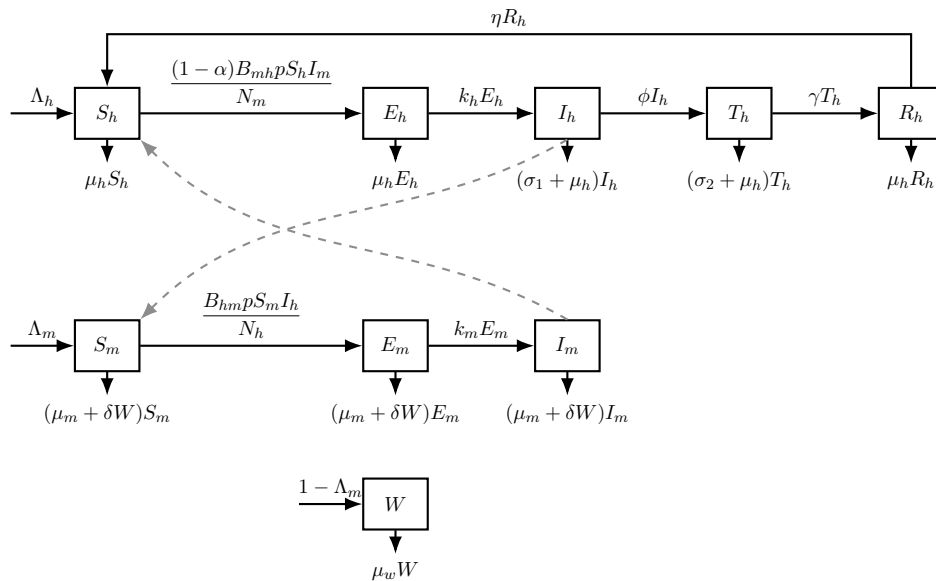 ηR_h
Λ_h
S_h
(1 − α)B_{mh}pS_hI_m
N_m
E_h
k_hE_h
I_h
ϕI_h
T_h
γT_h
R_h
μ_hS_h
μ_hE_h
(σ_1 + μ_h)I_h
(σ_2 + μ_h)T_h
μ_hR_h
Λ_m
S_m
B_{hm}pS_mI_h
N_h
E_m
k_mE_m
I_m
(μ_m + δW)S_m
(μ_m + δW)E_m
(μ_m + δW)I_m
1 − Λ_m
W
μ_wW